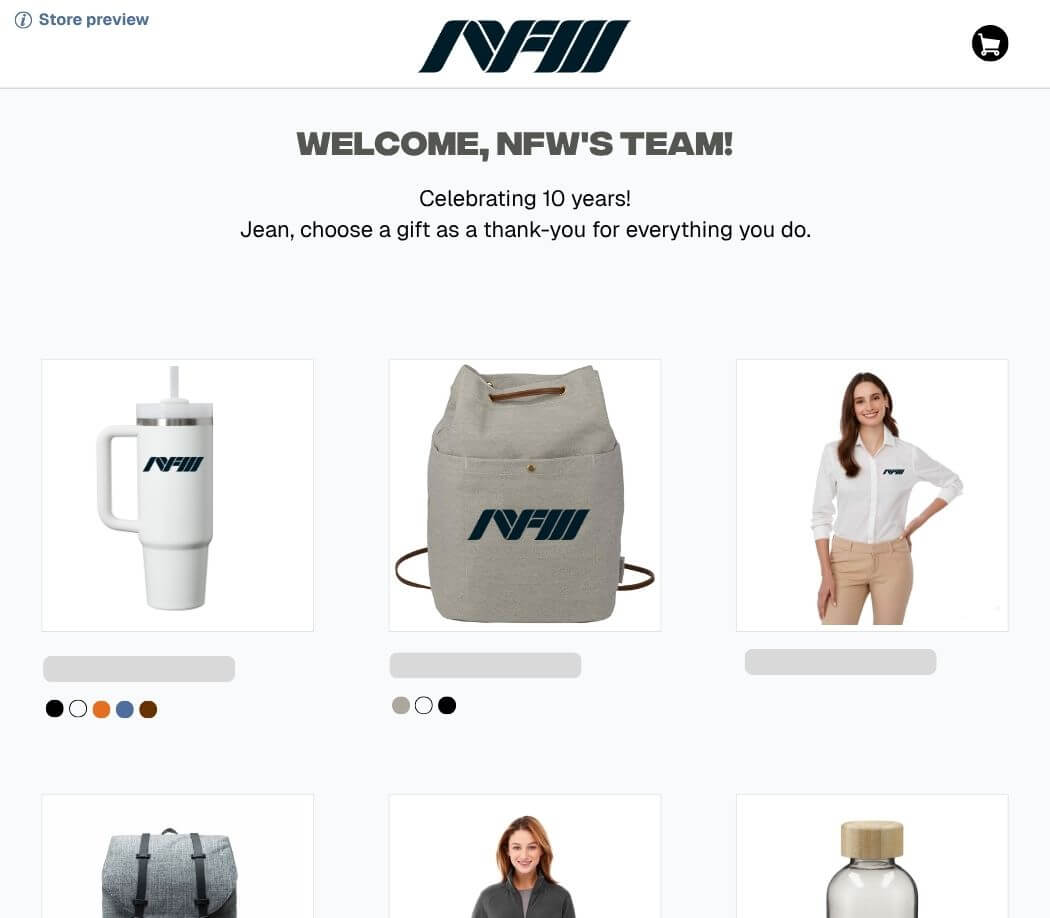 Store preview
NFW
WELCOME, NFW'S TEAM!
Celebrating 10 years!
Jean, choose a gift as a thank-you for everything you do.
NFW
NFW
NFW